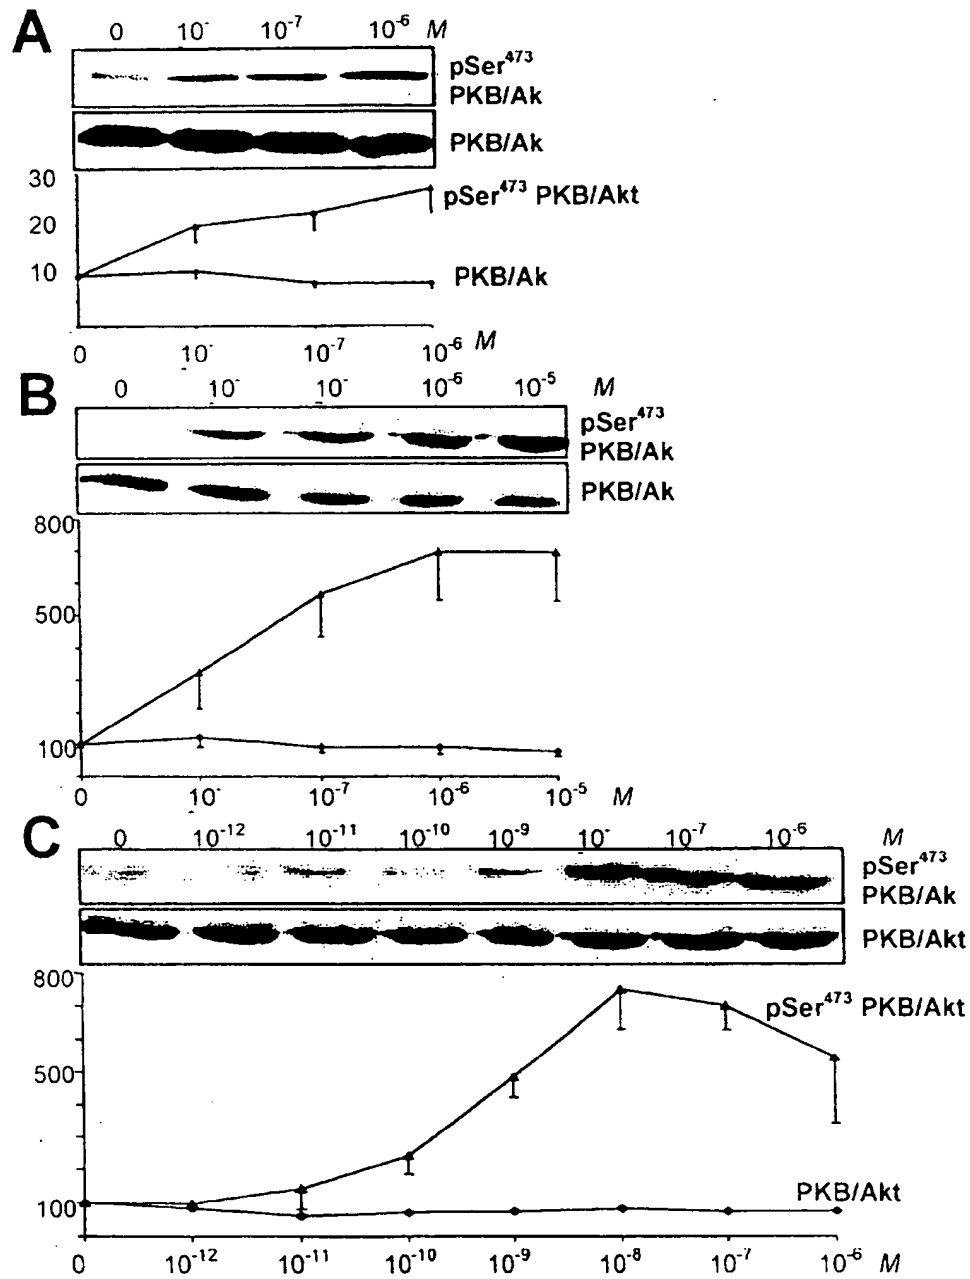 A
0 10⁻ 10⁻⁷ 10⁻⁶ M
pSer⁴⁷³
PKB/Ak
PKB/Ak
30
20
10
pSer⁴⁷³ PKB/Akt
PKB/Ak
0 10⁻ 10⁻⁷ 10⁻⁶ M
B
0 10⁻ 10⁻ 10⁻⁶ 10⁻⁵ M
pSer⁴⁷³
PKB/Ak
PKB/Ak
800
500
100
0 10⁻ 10⁻⁷ 10⁻⁶ 10⁻⁵ M
C
0 10⁻¹² 10⁻¹¹ 10⁻¹⁰ 10⁻⁹ 10⁻ 10⁻⁷ 10⁻⁶ M
pSer⁴⁷³
PKB/Ak
PKB/Akt
800
500
100
pSer⁴⁷³ PKB/Akt
PKB/Akt
0 10⁻¹² 10⁻¹¹ 10⁻¹⁰ 10⁻⁹ 10⁻⁸ 10⁻⁷ 10⁻⁶ M